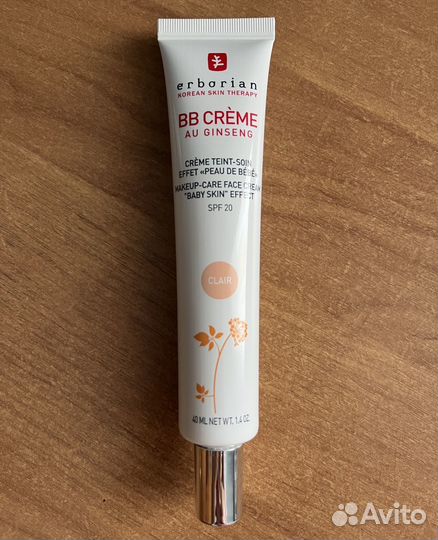 erborian
KOREAN SKIN THERAPY
BB CRÈME
AU GINSENG
CRÈME TEINT-SOIN
EFFET «PEAU DE BÉBÉ»
MAKEUP-CARE FACE CREAM
"BABY SKIN" EFFECT
SPF 20
CLAIR
40 ML NET WT. 1.4 OZ.
Avito